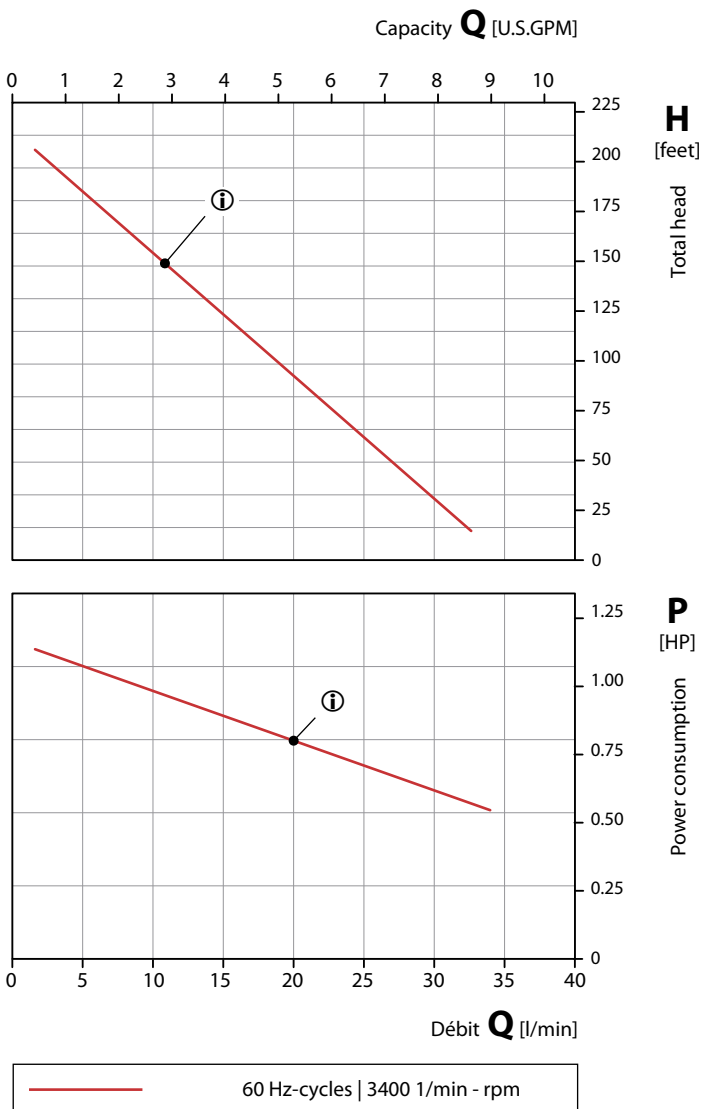 Capacity Q [U.S.GPM]
0 1 2 3 4 5 6 7 8 9 10
225
200
175
150
125
100
75
50
25
0
H
[feet]
Total head
i
1.25
1.00
0.75
0.50
0.25
0
P
[HP]
Power consumption
i
0 5 10 15 20 25 30 35 40
Débit Q [l/min]
60 Hz-cycles | 3400 1/min - rpm